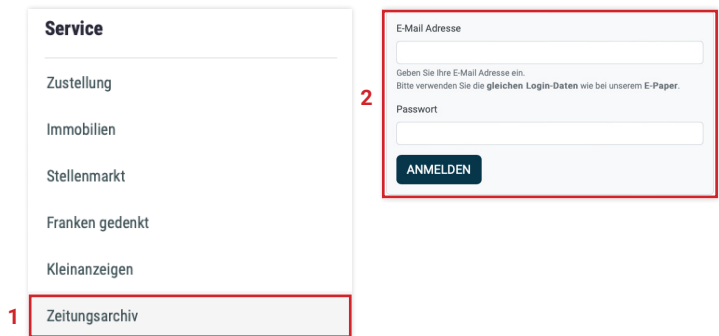 Service
Zustellung
Immobilien
Stellenmarkt
Franken gedenkt
Kleinanzeigen
1
Zeitungsarchiv
2
E-Mail Adresse
Geben Sie Ihre E-Mail Adresse ein.
Bitte verwenden Sie die gleichen Login-Daten wie bei unserem E-Paper.
Passwort
ANMELDEN